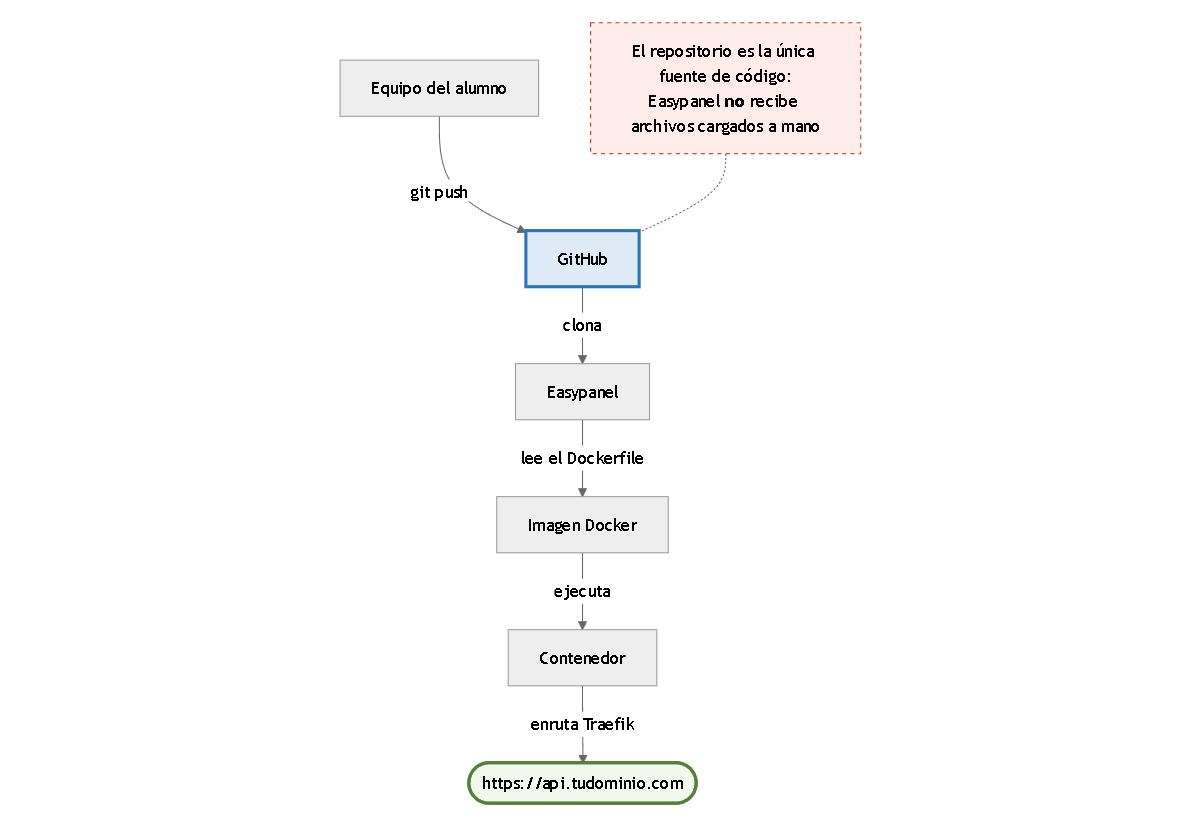 Equipo del alumno
El repositorio es la única
fuente de código:
Easypanel no recibe
archivos cargados a mano
git push
GitHub
clona
Easypanel
lee el Dockerfile
Imagen Docker
ejecuta
Contenedor
enruta Traefik
https://api.tudominio.com